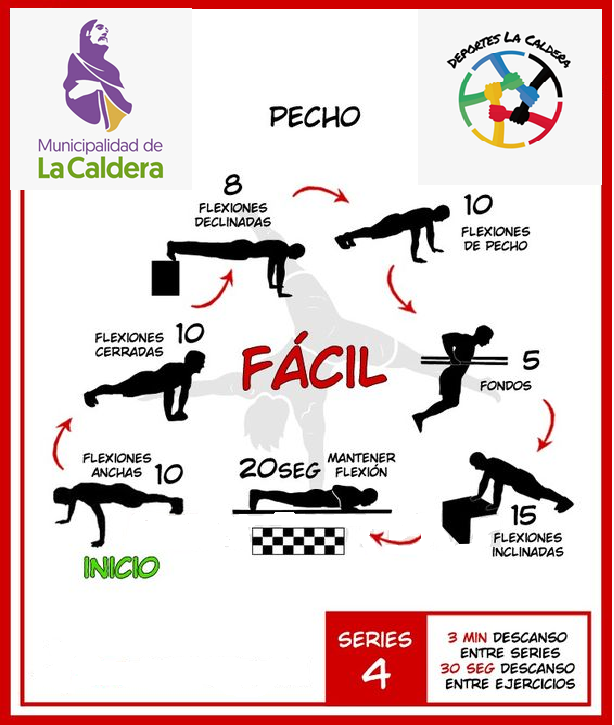 Municipalidad de
La Caldera
DEPORTES LA CALDERA
PECHO
8
FLEXIONES
DECLINADAS
10
FLEXIONES
DE PECHO
FLEXIONES 10
CERRADAS
FÁCIL
5
FONDOS
FLEXIONES
ANCHAS 10
20SEG MANTENER
FLEXIÓN
15
FLEXIONES
INCLINADAS
INICIO
SERIES
4
3 MIN DESCANSO
ENTRE SERIES
30 SEG DESCANSO
ENTRE EJERCICIOS